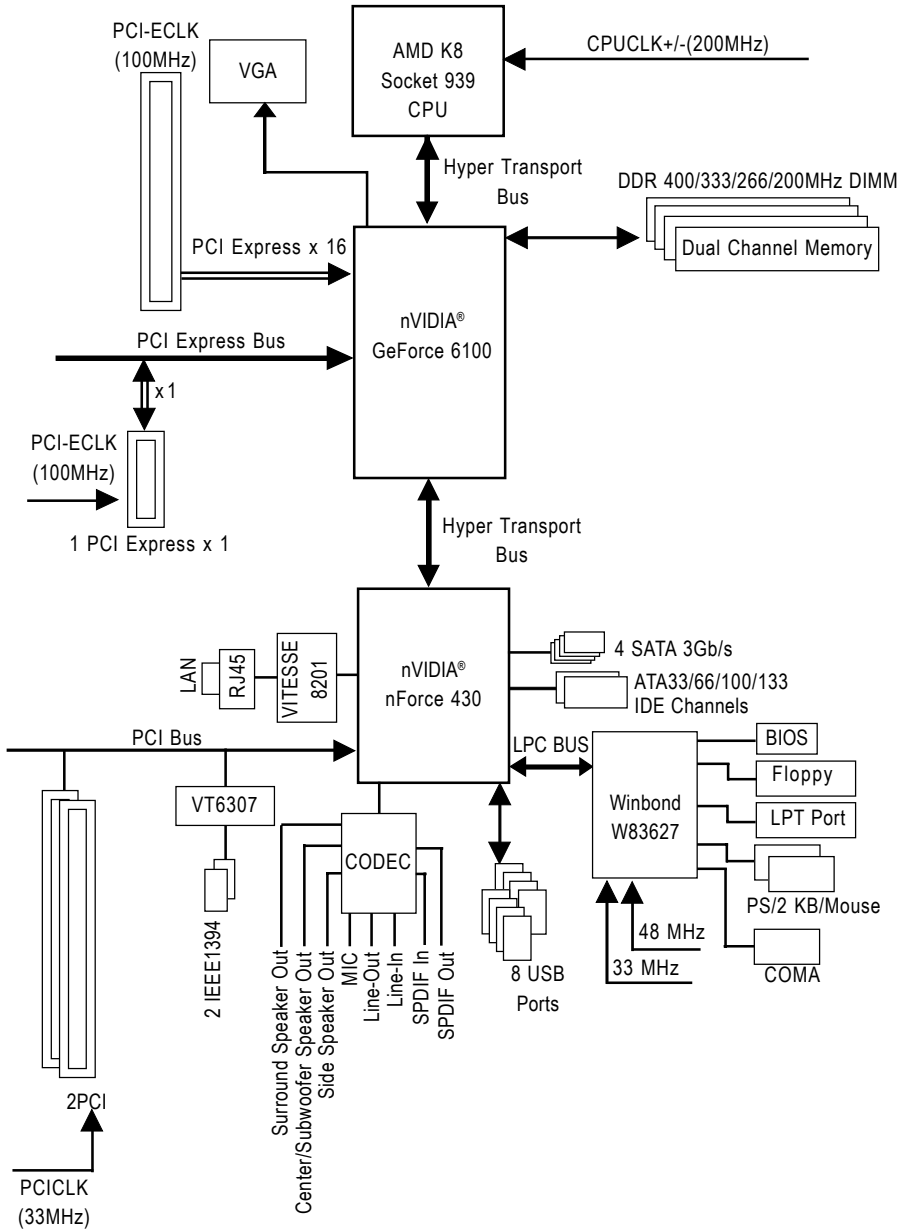 PCI-ECLK
(100MHz)
VGA
AMD K8
Socket 939
CPU
CPUCLK+/-(200MHz)
Hyper Transport
Bus
DDR 400/333/266/200MHz DIMM
Dual Channel Memory
PCI Express x 16
nVIDIA®
GeForce 6100
PCI Express Bus
x1
PCI-ECLK
(100MHz)
1 PCI Express x 1
Hyper Transport
Bus
nVIDIA®
nForce 430
LAN
RJ45
VITESSE
8201
4 SATA 3Gb/s
ATA33/66/100/133
IDE Channels
PCI Bus
LPC BUS
BIOS
Floppy
LPT Port
PS/2 KB/Mouse
COMA
Winbond
W83627
48 MHz
33 MHz
VT6307
2 IEEE1394
CODEC
Surround Speaker Out
Center/Subwoofer Speaker Out
Side Speaker Out
MIC
Line-Out
Line-In
SPDIF In
SPDIF Out
8 USB
Ports
2PCI
PCICLK
(33MHz)